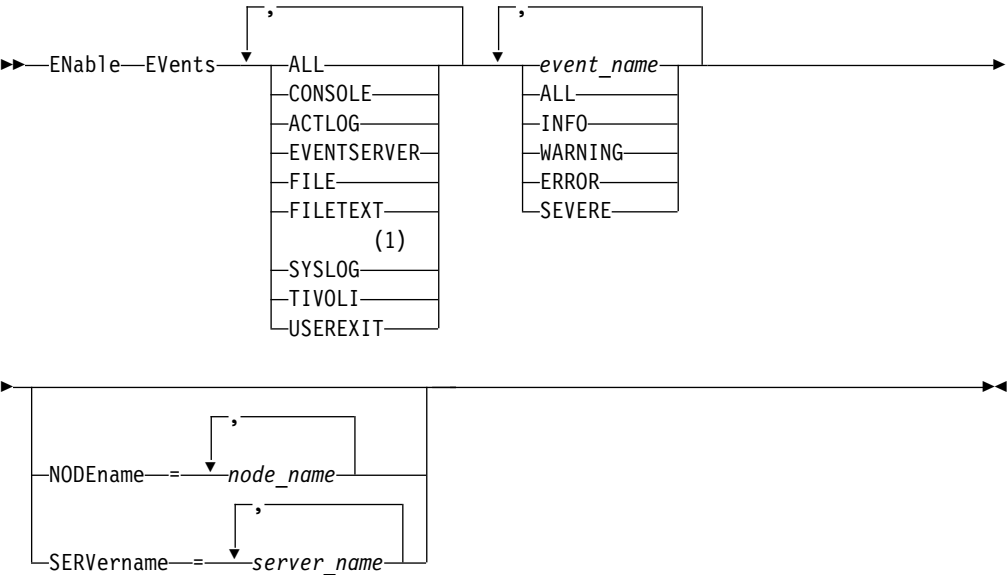 , ,
ENable EVents ALL event_name
CONSOLE ALL
ACTLOG INFO
EVENTSERVER WARNING
FILE ERROR
FILETEXT SEVERE
(1)
SYSLOG
TIVOLI
USEREXIT
,
NODEname = node_name
,
SERVername = server_name